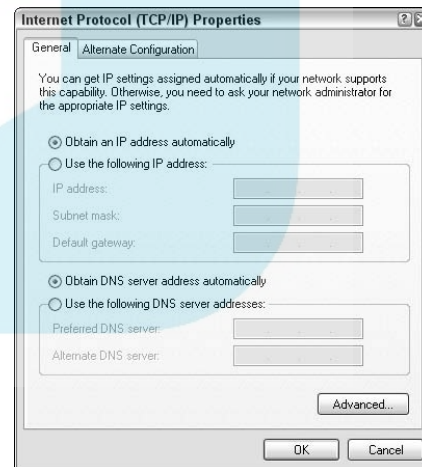 Internet Protocol (TCP/IP) Properties
General Alternate Configuration
You can get IP settings assigned automatically if your network supports
this capability. Otherwise, you need to ask your network administrator for
the appropriate IP settings.
Obtain an IP address automatically
Use the following IP address:
IP address:
Subnet mask:
Default gateway:
Obtain DNS server address automatically
Use the following DNS server addresses:
Preferred DNS server:
Alternate DNS server:
Advanced...
OK Cancel